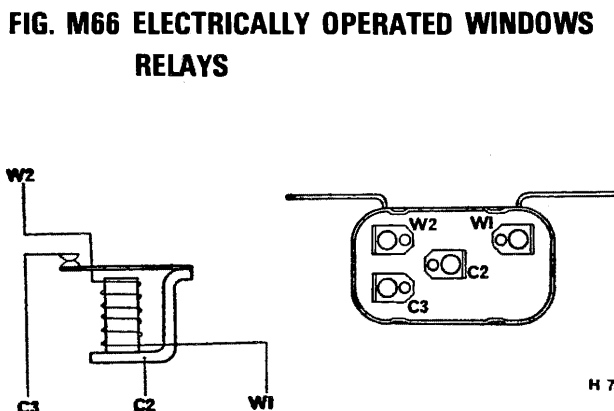 FIG. M66 ELECTRICALLY OPERATED WINDOWS
RELAYS
W2
W2 W1
C2
C3
C3 C2 W1
H 7